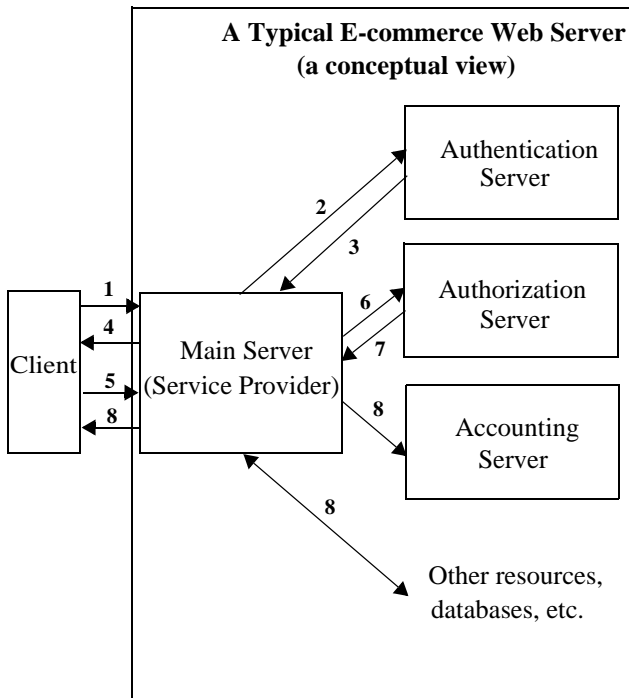 A Typical E-commerce Web Server
(a conceptual view)
Authentication
Server
2
3
1
4
5
8
Client
Main Server
(Service Provider)
6
7
Authorization
Server
8
Accounting
Server
8
Other resources,
databases, etc.